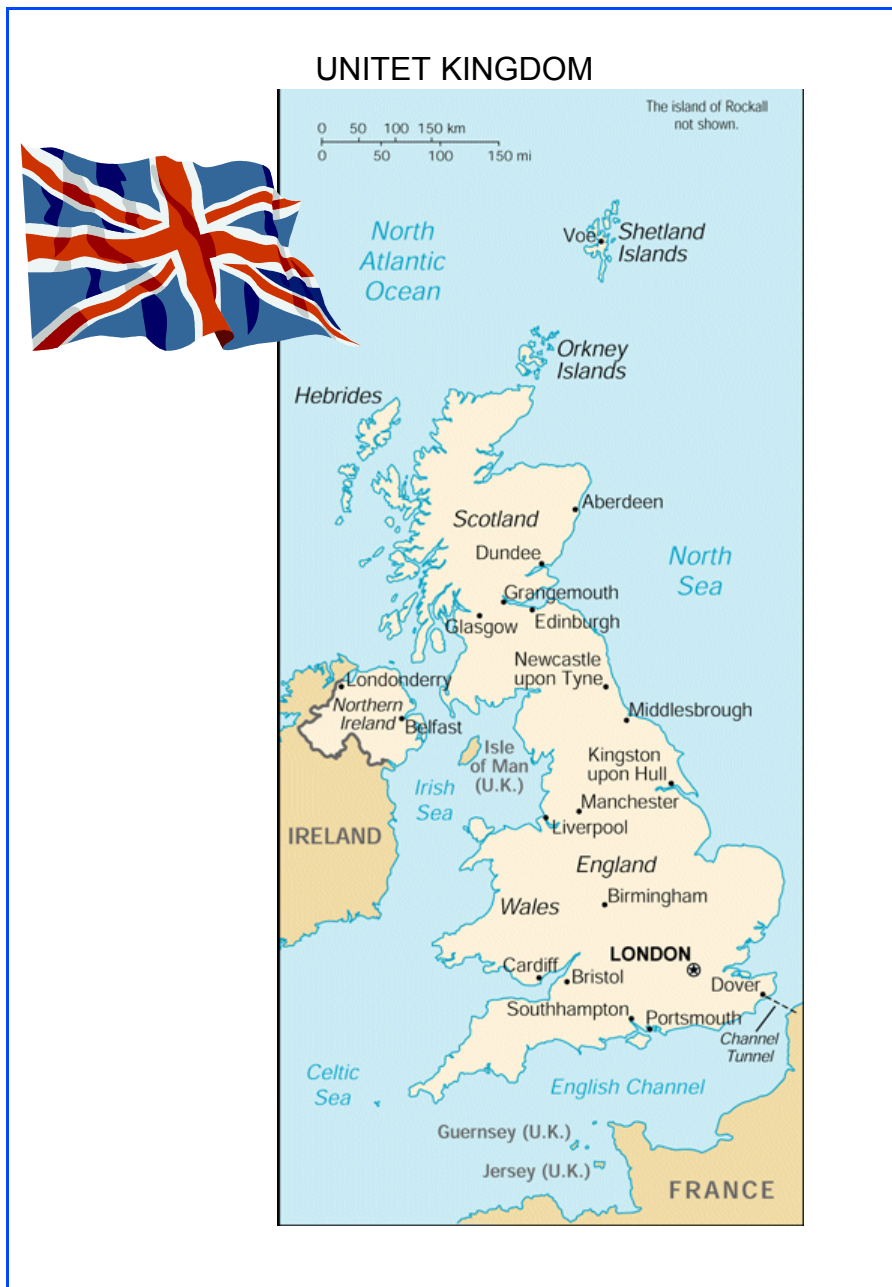 UNITET KINGDOM
The island of Rockall
not shown.
0 50 100 150 km
0 50 100 150 mi
North
Atlantic
Ocean
Voe
Shetland
Islands
Orkney
Islands
Hebrides
Aberdeen
Scotland
Dundee
North
Sea
Grangemouth
Glasgow
Edinburgh
Newcastle
upon Tyne
Londonderry
Northern
Ireland
Belfast
Middlesbrough
Isle
of Man
(U.K.)
Kingston
upon Hull
Irish
Sea
Manchester
Liverpool
IRELAND
England
Birmingham
Wales
LONDON
Cardiff
Bristol
Dover
Southhampton
Portsmouth
Channel
Tunnel
Celtic
Sea
English Channel
Guernsey (U.K.)
Jersey (U.K.)
FRANCE